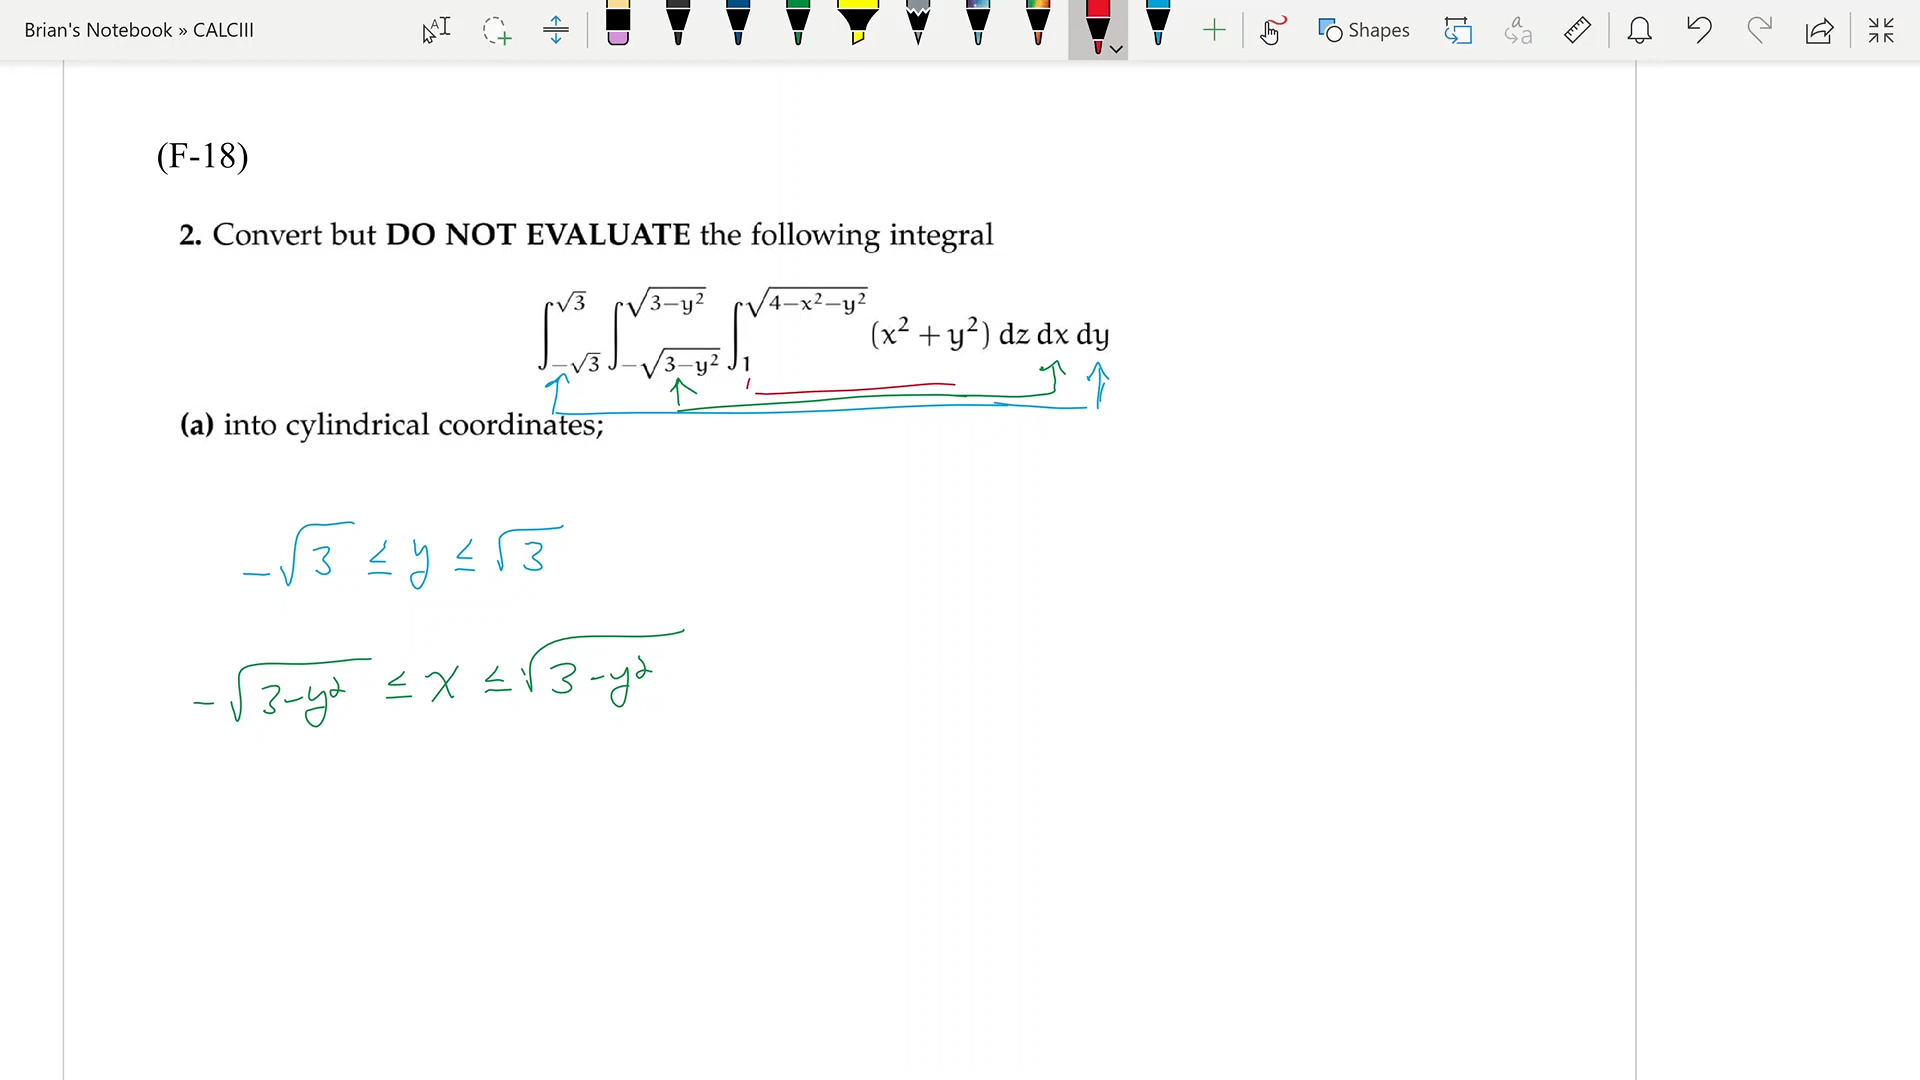 Brian's Notebook » CALCIII
Shapes
(F-18)
2. Convert but DO NOT EVALUATE the following integral
∫_{-√3}^{√3} ∫_{-√(3-y²)}^{√(3-y²)} ∫_1^{√(4-x²-y²)} (x² + y²) dz dx dy
(a) into cylindrical coordinates;
-√3 ≤ y ≤ √3
-√(3-y²) ≤ x ≤ √(3-y²)